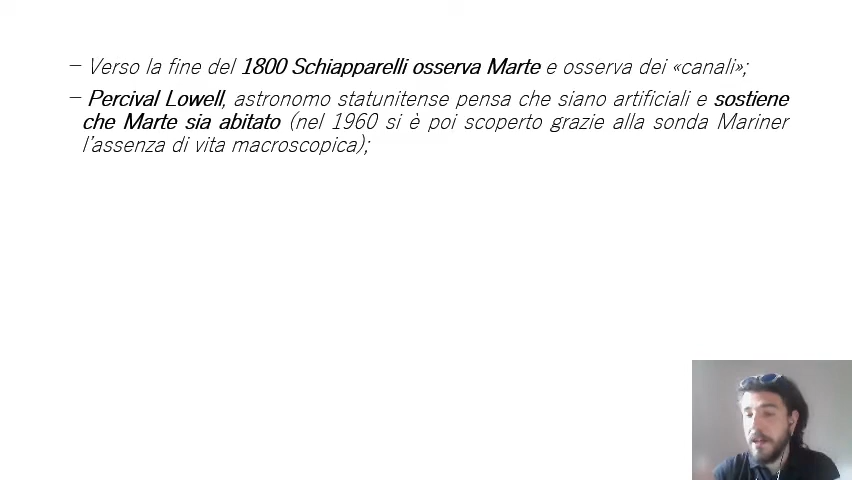 – Verso la fine del 1800 Schiapparelli osserva Marte e osserva dei «canali»;
– Percival Lowell, astronomo statunitense pensa che siano artificiali e sostiene
che Marte sia abitato (nel 1960 si è poi scoperto grazie alla sonda Mariner
l'assenza di vita macroscopica);